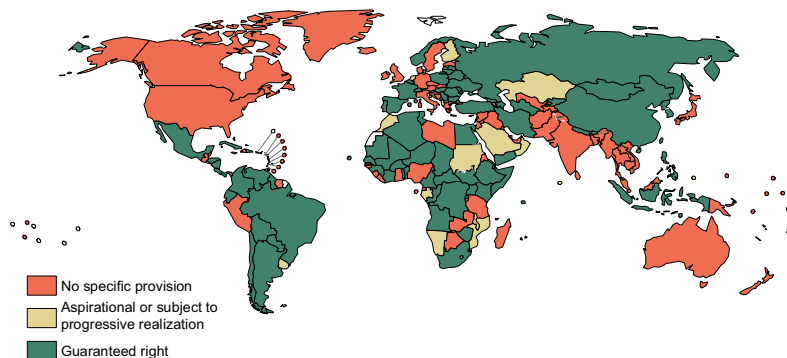 No specific provision
Aspirational or subject to
progressive realization
Guaranteed right